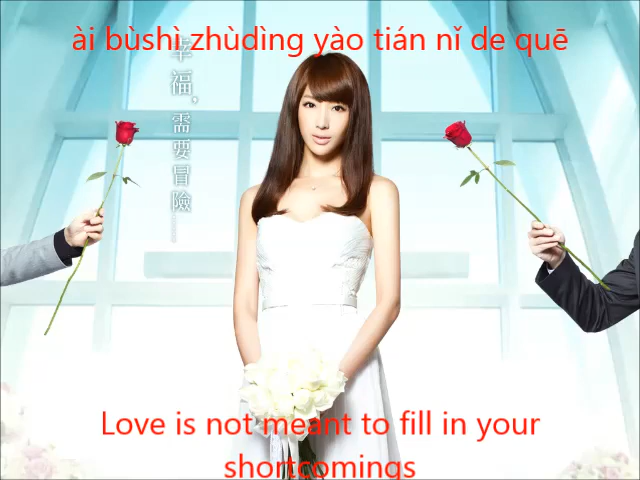 ài bùshì zhùdìng yào tián nǐ de quē
幸福，需要冒險
Love is not meant to fill in your
shortcomings